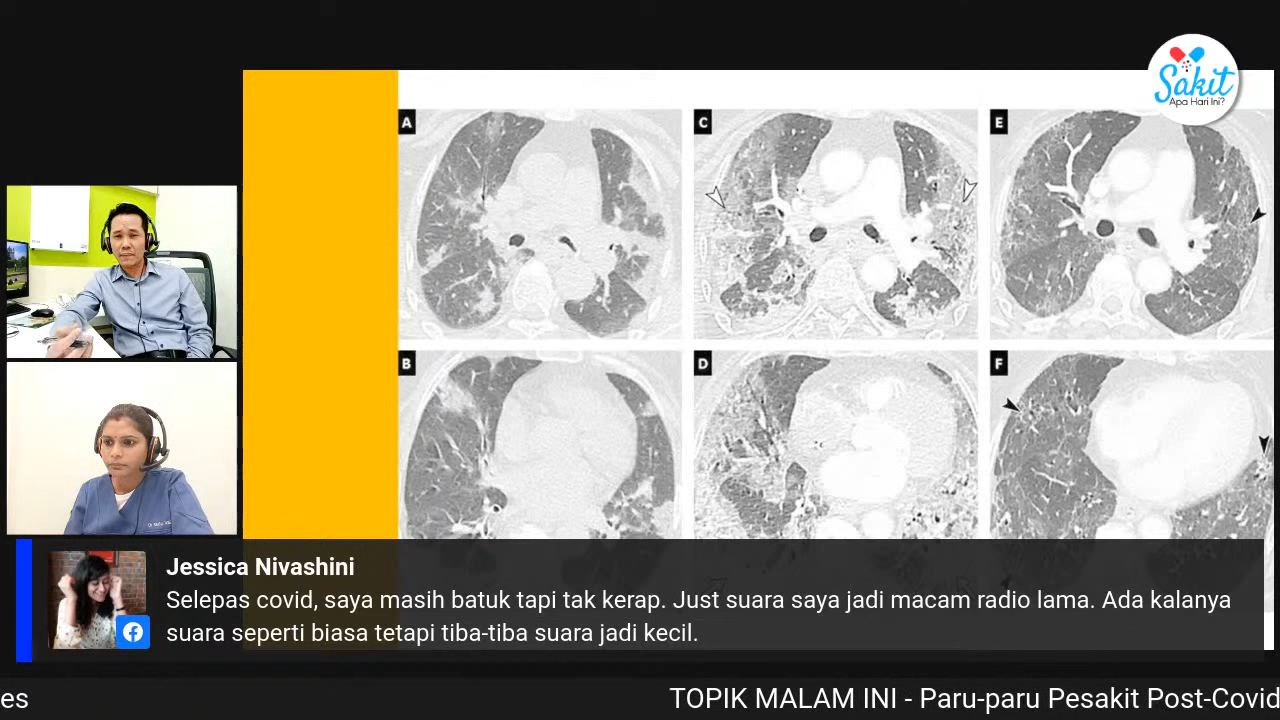 Sakit
Apa Hari Ini?
A
C
E
B
D
F
Jessica Nivashini
Selepas covid, saya masih batuk tapi tak kerap. Just suara saya jadi macam radio lama. Ada kalanya
suara seperti biasa tetapi tiba-tiba suara jadi kecil.
es
TOPIK MALAM INI - Paru-paru Pesakit Post-Covid